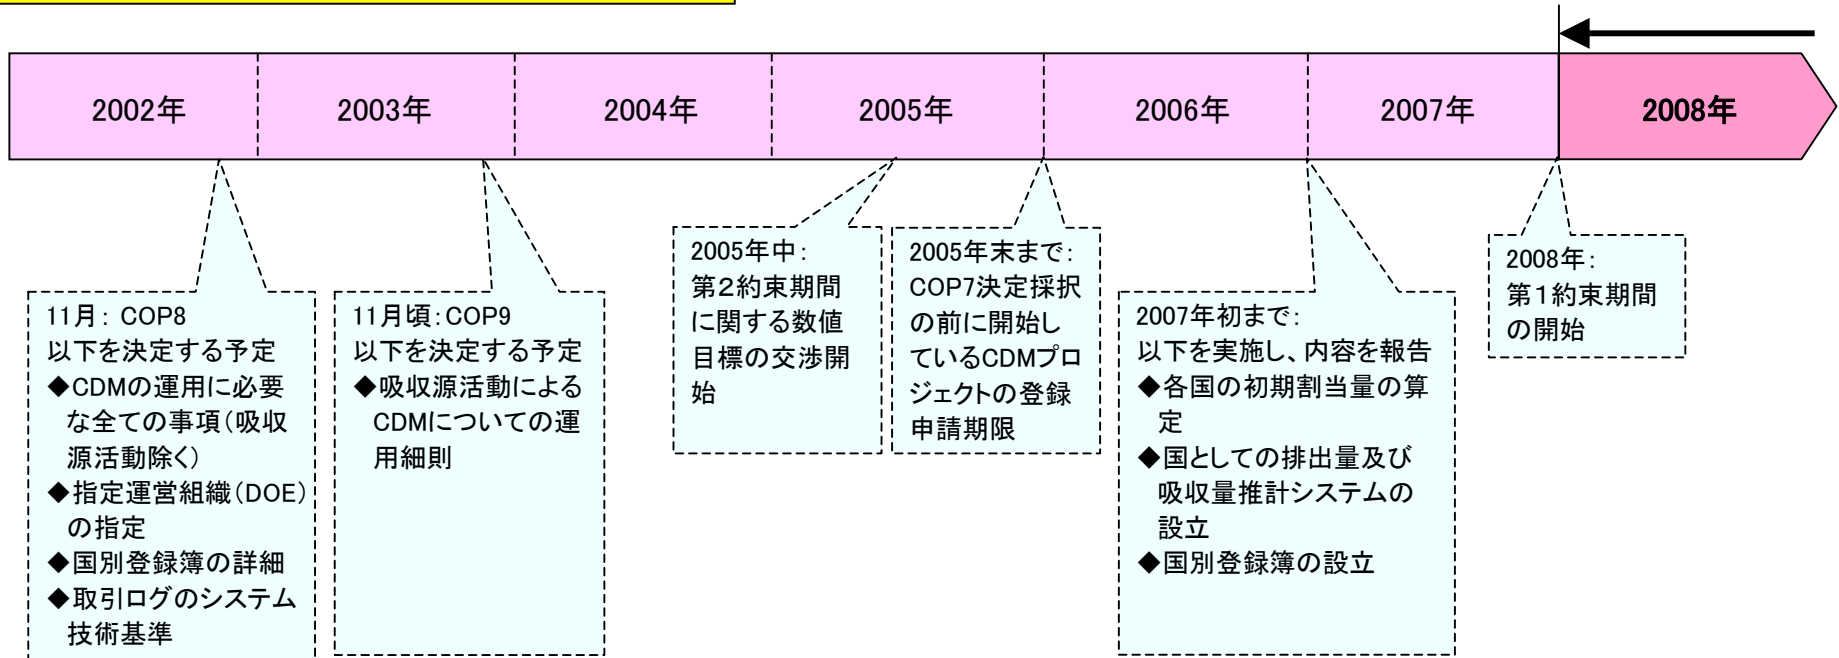 2002年
2003年
2004年
2005年
2006年
2007年
2008年
11月： COP8
以下を決定する予定
◆CDMの運用に必要
な全ての事項（吸収
源活動除く）
◆指定運営組織（DOE）
の指定
◆国別登録簿の詳細
◆取引ログのシステム
技術基準
11月頃：COP9
以下を決定する予定
◆吸収源活動による
CDMについての運
用細則
2005年中：
第２約束期間
に関する数値
目標の交渉開
始
2005年末まで：
COP7決定採択
の前に開始し
ているCDMプロ
ジェクトの登録
申請期限
2007年初まで：
以下を実施し、内容を報告
◆各国の初期割当量の算
定
◆国としての排出量及び
吸収量推計システムの
設立
◆国別登録簿の設立
2008年：
第１約束期間
の開始